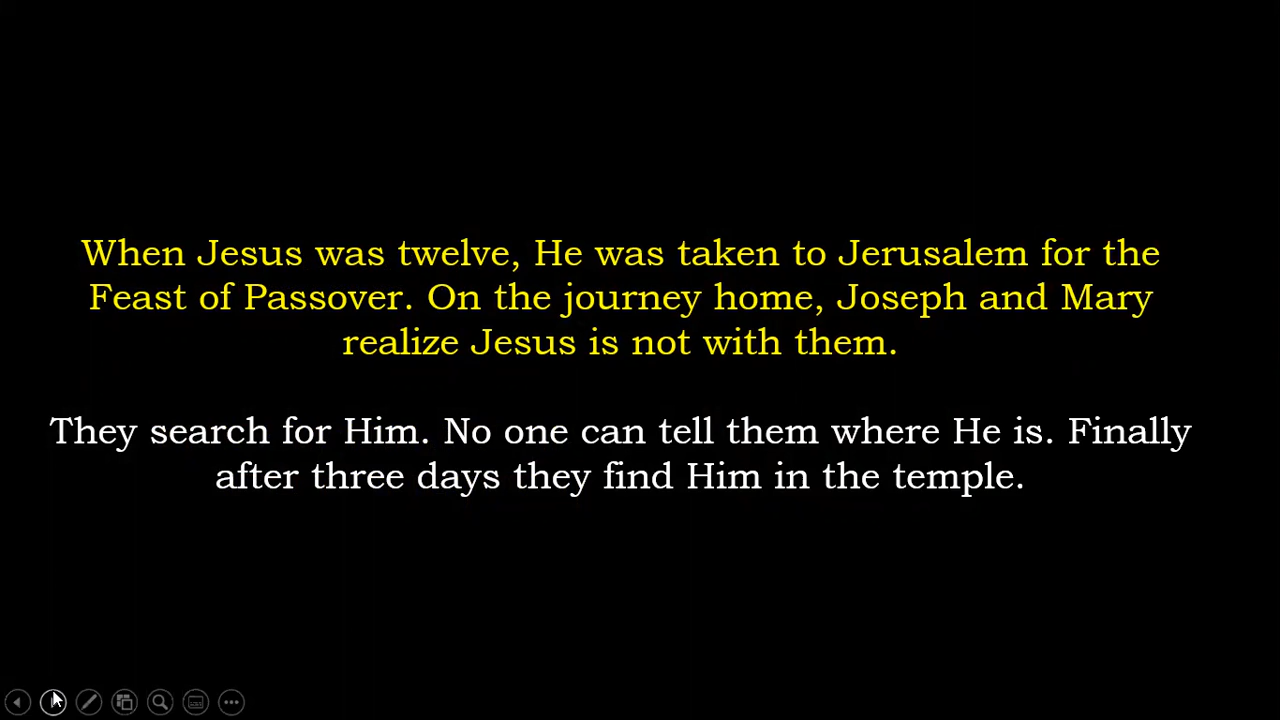 When Jesus was twelve, He was taken to Jerusalem for the
Feast of Passover. On the journey home, Joseph and Mary
realize Jesus is not with them.
They search for Him. No one can tell them where He is. Finally
after three days they find Him in the temple.